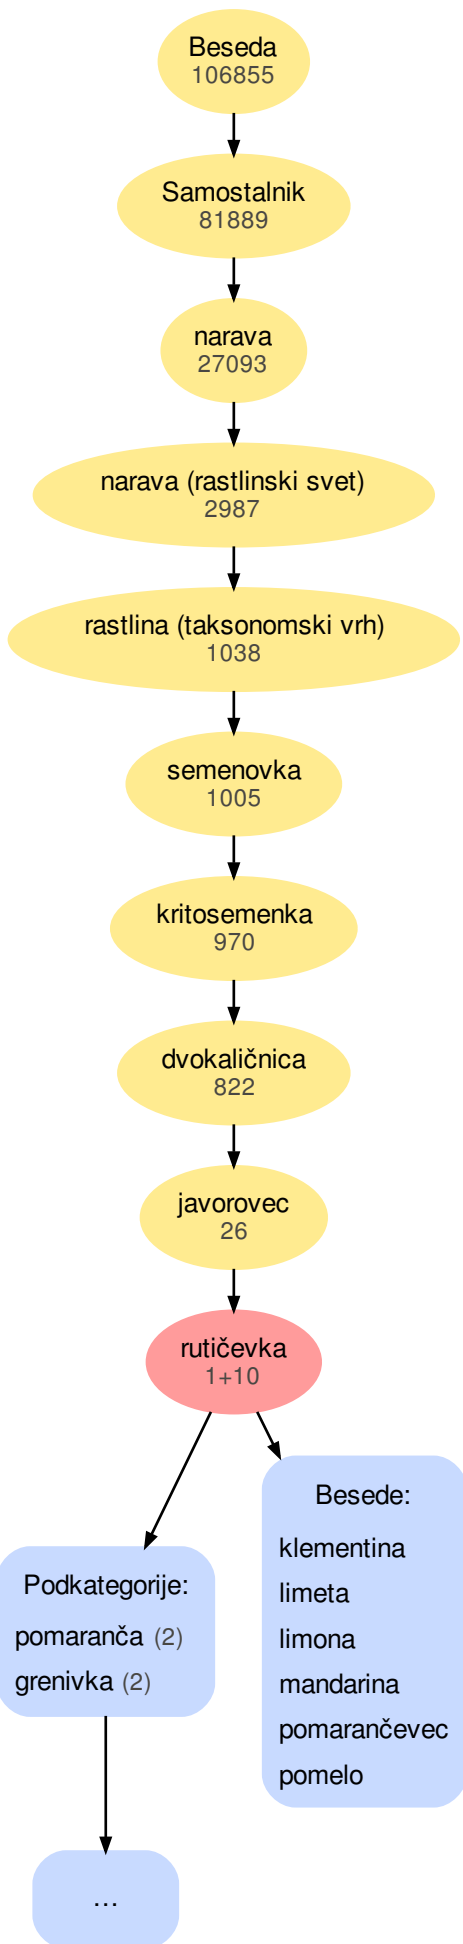 Beseda
106855
Samostalnik
81889
narava
27093
narava (rastlinski svet)
2987
rastlina (taksonomski vrh)
1038
semenovka
1005
kritosemenka
970
dvokaličnica
822
javorovec
26
rutičevka
1+10
Podkategorije:
pomaranča (2)
grenivka (2)
...
Besede:
klementina
limeta
limona
mandarina
pomarančevec
pomelo